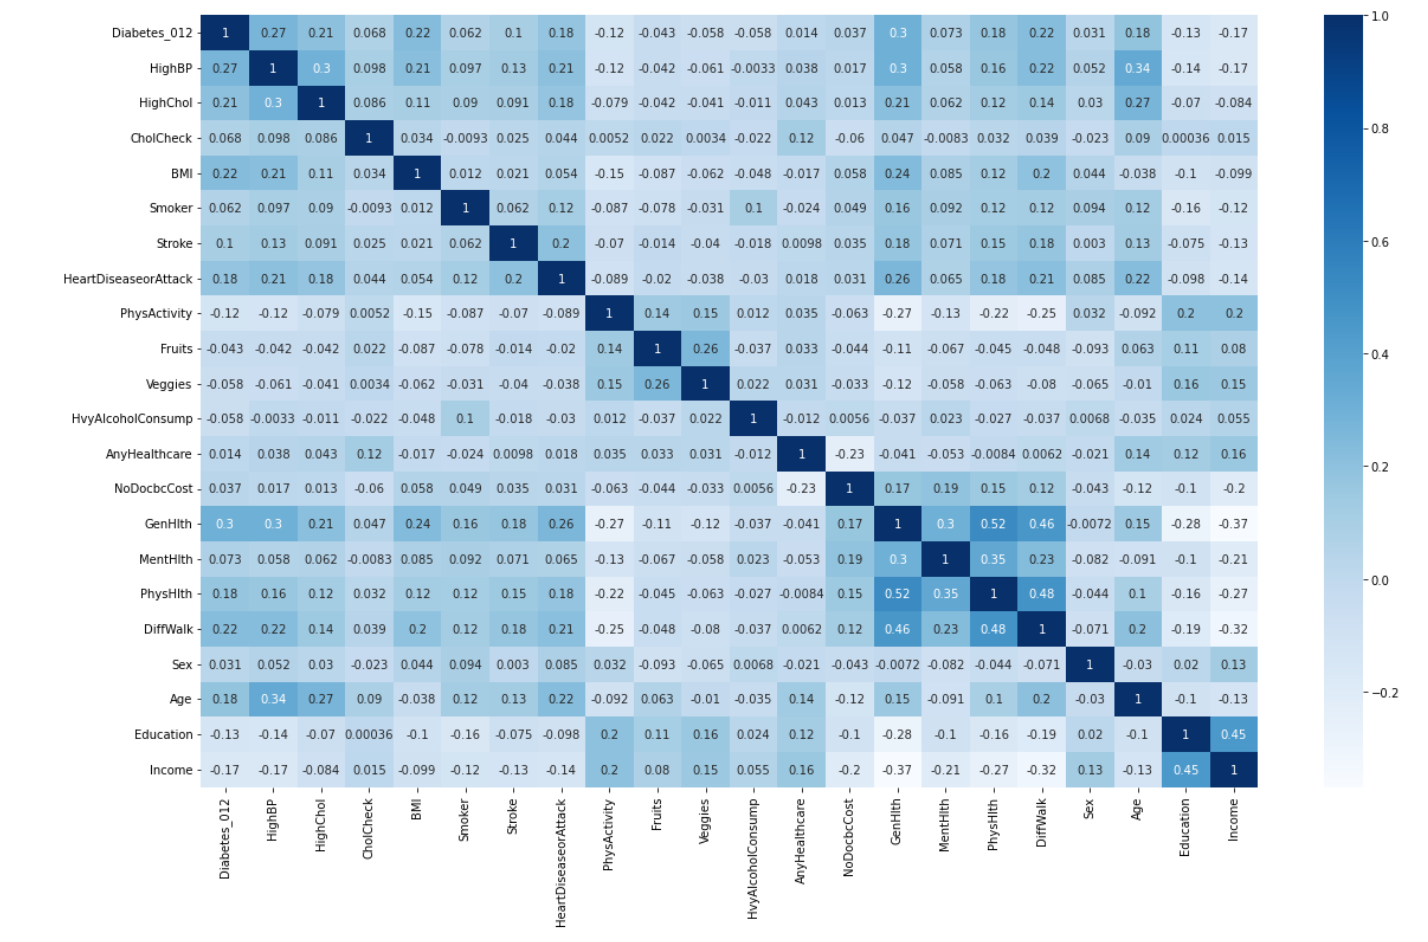 Diabetes_012 1 0.27 0.21 0.068 0.22 0.062 0.1 0.18 -0.12 -0.043 -0.058 -0.058 0.014 0.037 0.3 0.073 0.18 0.22 0.031 0.18 -0.13 -0.17
HighBP 0.27 1 0.3 0.098 0.21 0.097 0.13 0.21 -0.12 -0.042 -0.061 -0.0033 0.038 0.017 0.3 0.058 0.16 0.22 0.052 0.34 -0.14 -0.17
HighChol 0.21 0.3 1 0.086 0.11 0.09 0.091 0.18 -0.079 -0.042 -0.041 -0.011 0.043 0.013 0.21 0.062 0.12 0.14 0.03 0.27 -0.07 -0.084
CholCheck 0.068 0.098 0.086 1 0.034 -0.0093 0.025 0.044 0.0052 0.022 0.0034 -0.022 0.12 -0.06 0.047 -0.0083 0.032 0.039 -0.023 0.09 0.00036 0.015
BMI 0.22 0.21 0.11 0.034 1 0.012 0.021 0.054 -0.15 -0.087 -0.062 -0.048 -0.017 0.058 0.24 0.085 0.12 0.2 0.044 -0.038 -0.1 -0.099
Smoker 0.062 0.097 0.09 -0.0093 0.012 1 0.062 0.12 -0.087 -0.078 -0.031 0.1 -0.024 0.049 0.16 0.092 0.12 0.12 0.094 0.12 -0.16 -0.12
Stroke 0.1 0.13 0.091 0.025 0.021 0.062 1 0.2 -0.07 -0.014 -0.04 -0.018 0.0098 0.035 0.18 0.071 0.15 0.18 0.003 0.13 -0.075 -0.13
HeartDiseaseorAttack 0.18 0.21 0.18 0.044 0.054 0.12 0.2 1 -0.089 -0.02 -0.038 -0.03 0.018 0.031 0.26 0.065 0.18 0.21 0.085 0.22 -0.098 -0.14
PhysActivity -0.12 -0.12 -0.079 0.0052 -0.15 -0.087 -0.07 -0.089 1 0.14 0.15 0.012 0.035 -0.063 -0.27 -0.13 -0.22 -0.25 0.032 -0.092 0.2 0.2
Fruits -0.043 -0.042 -0.042 0.022 -0.087 -0.078 -0.014 -0.02 0.14 1 0.26 -0.037 0.033 -0.044 -0.11 -0.067 -0.045 -0.048 -0.093 0.063 0.11 0.08
Veggies -0.058 -0.061 -0.041 0.0034 -0.062 -0.031 -0.04 -0.038 0.15 0.26 1 0.022 0.031 -0.033 -0.12 -0.058 -0.063 -0.08 -0.065 -0.01 0.16 0.15
HvyAlcoholConsump -0.058 -0.0033 -0.011 -0.022 -0.048 0.1 -0.018 -0.03 0.012 -0.037 0.022 1 -0.012 0.0056 -0.037 0.023 -0.027 -0.037 0.0068 -0.035 0.024 0.055
AnyHealthcare 0.014 0.038 0.043 0.12 -0.017 -0.024 0.0098 0.018 0.035 0.033 0.031 -0.012 1 -0.23 -0.041 -0.053 -0.0084 0.0062 -0.021 0.14 0.12 0.16
NoDocbcCost 0.037 0.017 0.013 -0.06 0.058 0.049 0.035 0.031 -0.063 -0.044 -0.033 0.0056 -0.23 1 0.17 0.19 0.15 0.12 -0.043 -0.12 -0.1 -0.2
GenHlth 0.3 0.3 0.21 0.047 0.24 0.16 0.18 0.26 -0.27 -0.11 -0.12 -0.037 -0.041 0.17 1 0.3 0.52 0.46 -0.0072 0.15 -0.28 -0.37
MentHlth 0.073 0.058 0.062 -0.0083 0.085 0.092 0.071 0.065 -0.13 -0.067 -0.058 0.023 -0.053 0.19 0.3 1 0.35 0.23 -0.082 -0.091 -0.1 -0.21
PhysHlth 0.18 0.16 0.12 0.032 0.12 0.12 0.15 0.18 -0.22 -0.045 -0.063 -0.027 -0.0084 0.15 0.52 0.35 1 0.48 -0.044 0.1 -0.16 -0.27
DiffWalk 0.22 0.22 0.14 0.039 0.2 0.12 0.18 0.21 -0.25 -0.048 -0.08 -0.037 0.0062 0.12 0.46 0.23 0.48 1 -0.071 0.2 -0.19 -0.32
Sex 0.031 0.052 0.03 -0.023 0.044 0.094 0.003 0.085 0.032 -0.093 -0.065 0.0068 -0.021 -0.043 -0.0072 -0.082 -0.044 -0.071 1 -0.03 0.02 0.13
Age 0.18 0.34 0.27 0.09 -0.038 0.12 0.13 0.22 -0.092 0.063 -0.01 -0.035 0.14 -0.12 0.15 -0.091 0.1 0.2 -0.03 1 -0.1 -0.13
Education -0.13 -0.14 -0.07 0.00036 -0.1 -0.16 -0.075 -0.098 0.2 0.11 0.16 0.024 0.12 -0.1 -0.28 -0.1 -0.16 -0.19 0.02 -0.1 1 0.45
Income -0.17 -0.17 -0.084 0.015 -0.099 -0.12 -0.13 -0.14 0.2 0.08 0.15 0.055 0.16 -0.2 -0.37 -0.21 -0.27 -0.32 0.13 -0.13 0.45 1
Diabetes_012
HighBP
HighChol
CholCheck
BMI
Smoker
Stroke
HeartDiseaseorAttack
PhysActivity
Fruits
Veggies
HvyAlcoholConsump
AnyHealthcare
NoDocbcCost
GenHlth
MentHlth
PhysHlth
DiffWalk
Sex
Age
Education
Income
1.0
0.8
0.6
0.4
0.2
0.0
−0.2